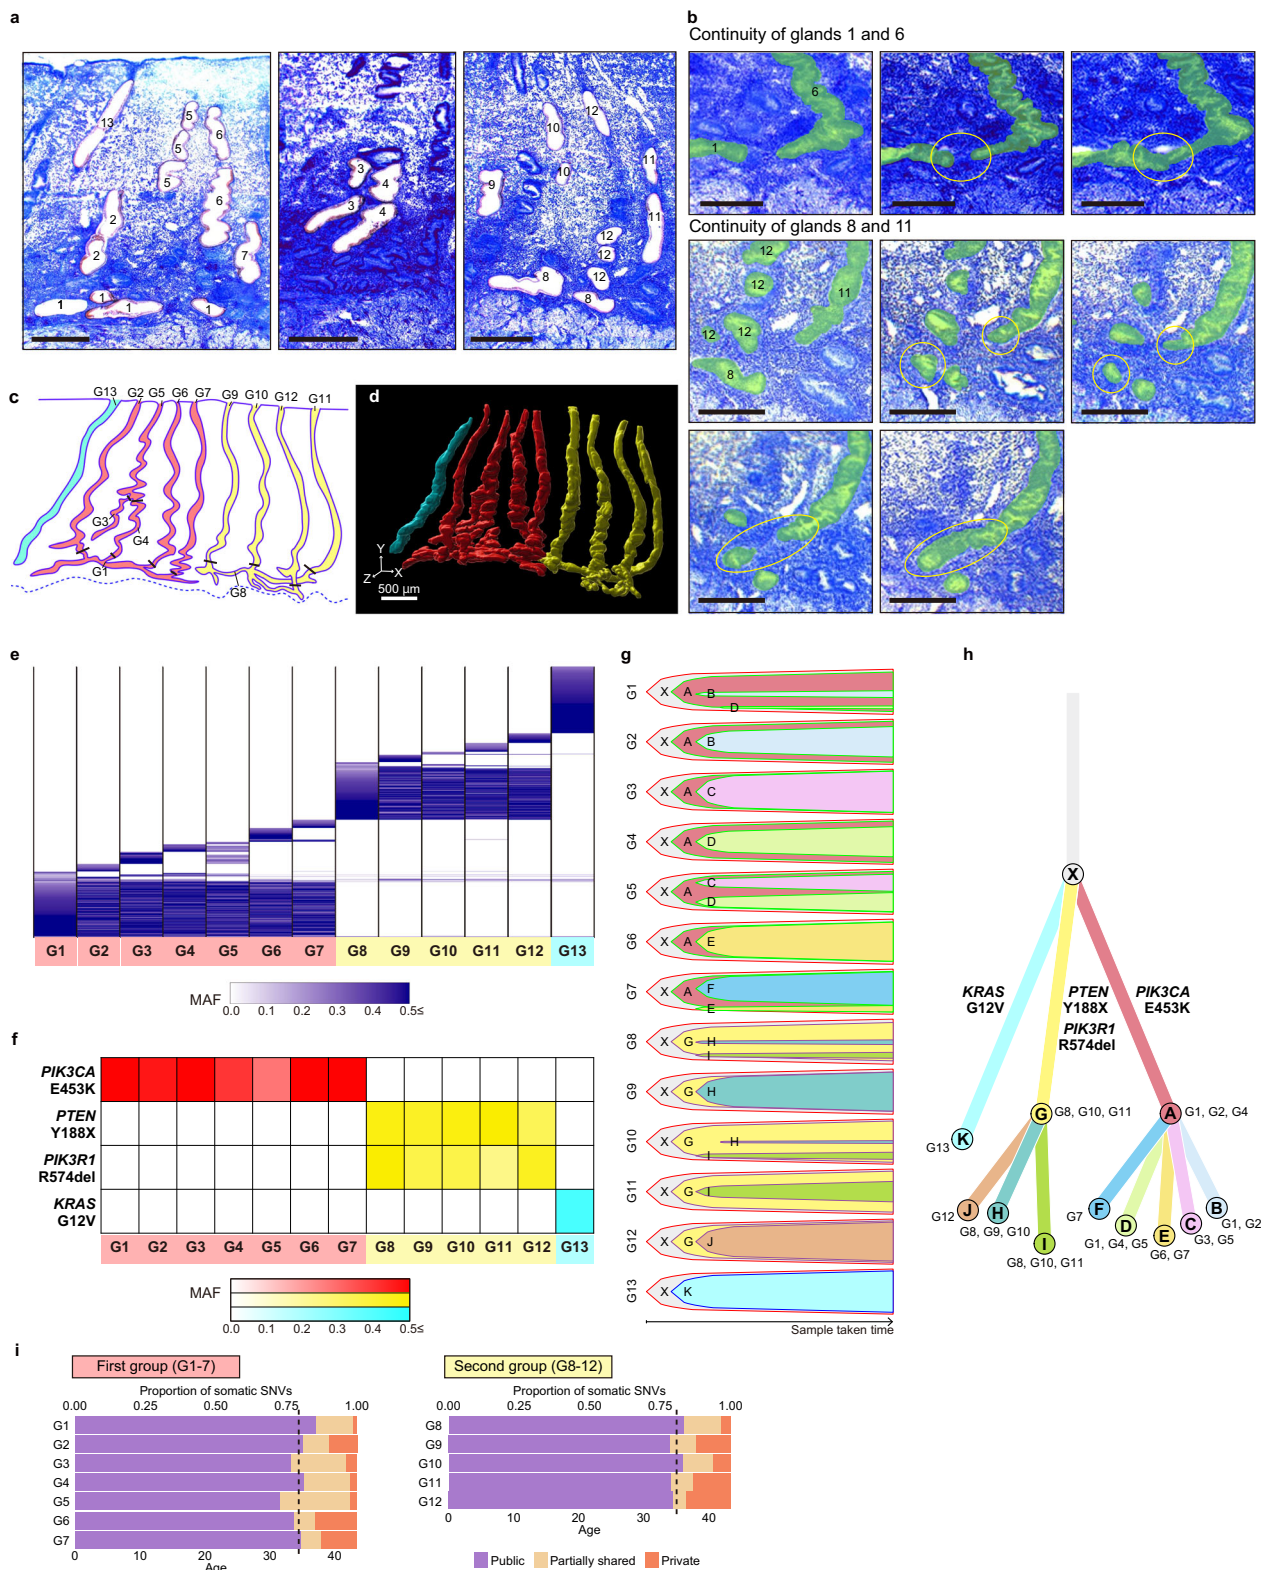 a
13
5
5
5
6
6
2
2
7
1
1
1
1
3
3
4
4
10
12
10
9
11
11
12
12
12
8
8
b
Continuity of glands 1 and 6
6
1
Continuity of glands 8 and 11
12
12
11
12
12
8
c
G13 G2 G5 G6 G7 G9 G10 G12 G11
G3
G4
G1
G8
d
Y
Z X
500 µm
e
G1 G2 G3 G4 G5 G6 G7 G8 G9 G10 G11 G12 G13
MAF
0.0 0.1 0.2 0.3 0.4 0.5≤
f
PIK3CA
E453K
PTEN
Y188X
PIK3R1
R574del
KRAS
G12V
G1 G2 G3 G4 G5 G6 G7 G8 G9 G10 G11 G12 G13
MAF
0.0 0.1 0.2 0.3 0.4 0.5≤
g
G1 X A B D
G2 X A B
G3 X A C
G4 X A D
G5 X A C D
G6 X A E
G7 X A F E
G8 X G H I
G9 X G H
G10 X G H I
G11 X G I
G12 X G J
G13 X K
Sample taken time
h
X
KRAS
G12V
PTEN
Y188X
PIK3R1
R574del
PIK3CA
E453K
G G8, G10, G11
A G1, G2, G4
G13 K
G12 J
H
G8, G9, G10
I
G8, G10, G11
G7 F
D
G1, G4, G5
E
G6, G7
C
G3, G5
B
G1, G2
i
First group (G1-7)
Proportion of somatic SNVs
0.00 0.25 0.50 0.75 1.00
G1
G2
G3
G4
G5
G6
G7
0 10 20 30 40
Age
Second group (G8-12)
Proportion of somatic SNVs
0.00 0.25 0.50 0.75 1.00
G8
G9
G10
G11
G12
0 10 20 30 40
Age
Public Partially shared Private